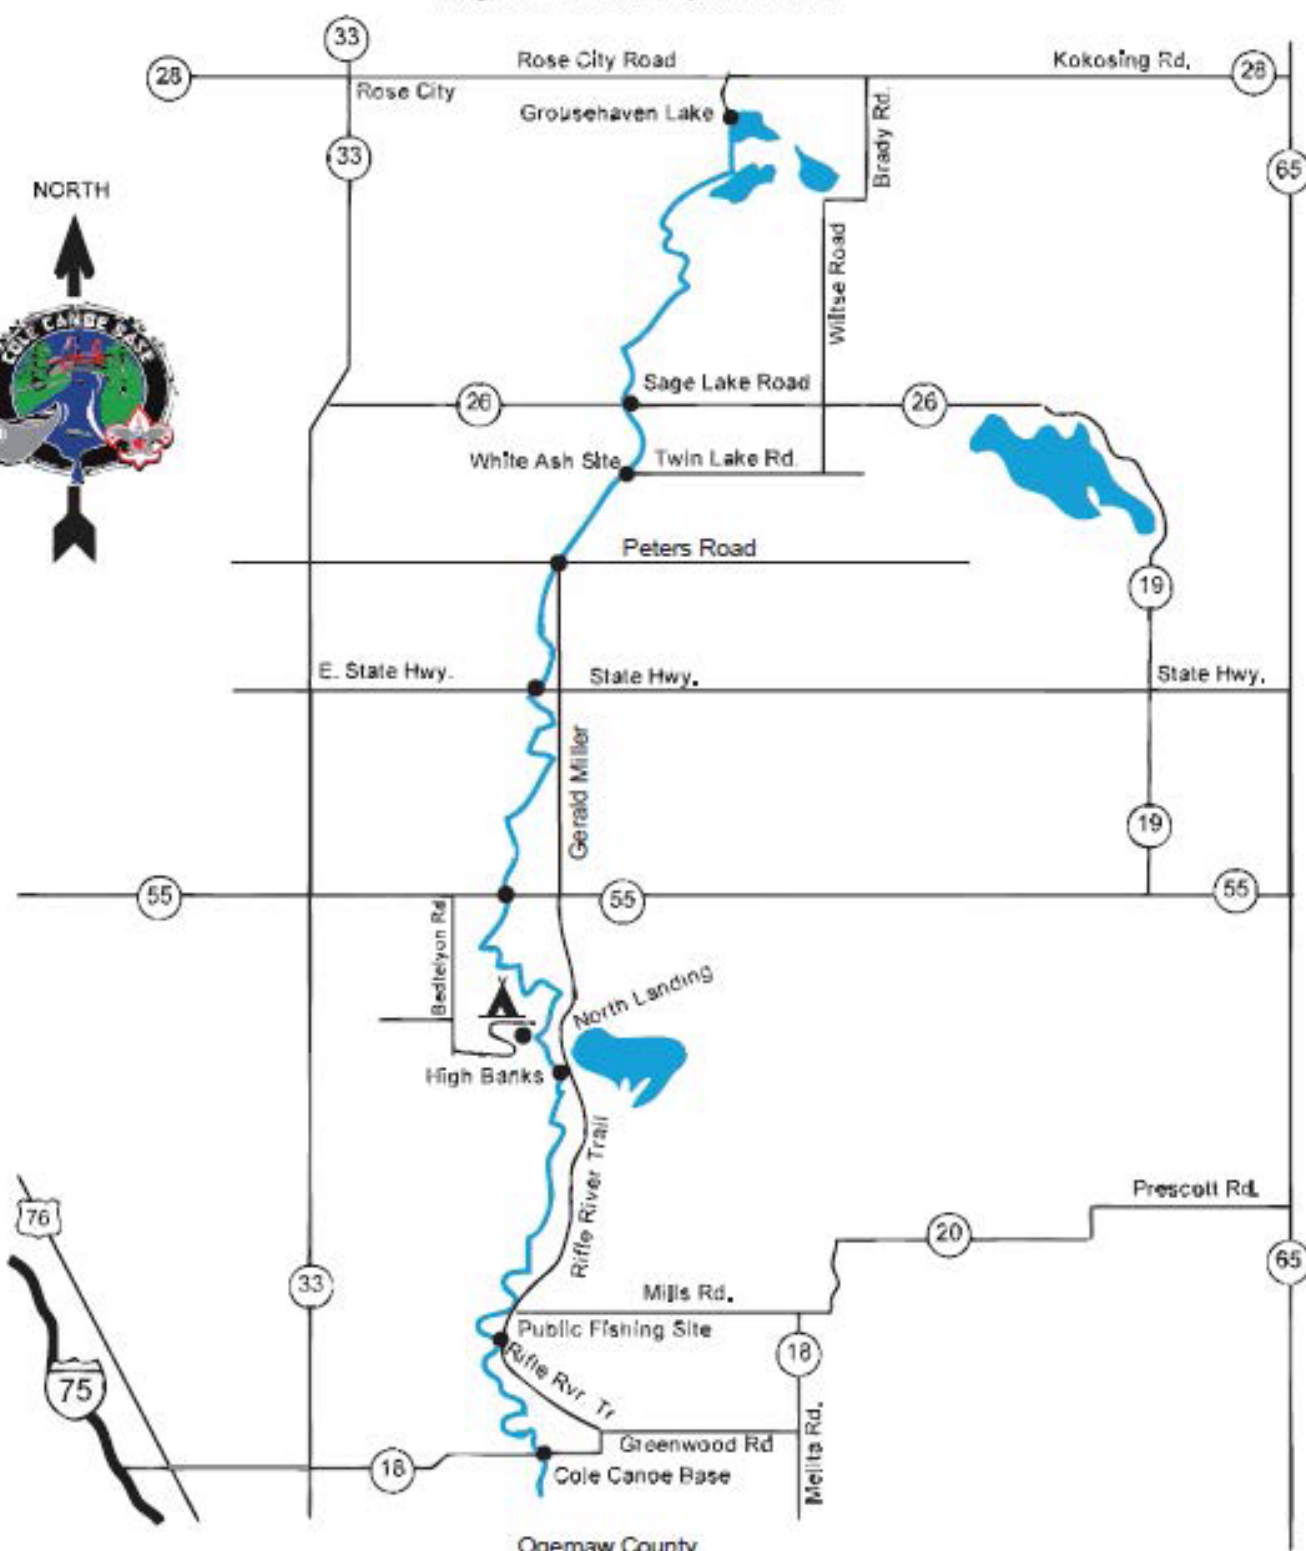 33
28
Rose City Road
Kokosing Rd.
28
Rose City
Grousehaven Lake
Brady Rd.
33
65
NORTH
Wiltse Road
COLE CANOE BASE
Sage Lake Road
26
26
White Ash Site
Twin Lake Rd.
Peters Road
19
E. State Hwy.
State Hwy.
State Hwy.
Gerald Miller
19
55
55
55
Bedtelyon Rd
North Landing
High Banks
Rifle River Trail
Prescott Rd.
76
20
33
65
Mills Rd.
Public Fishing Site
18
Rifle Rvr. Tr
75
Melita Rd.
Greenwood Rd
18
Cole Canoe Base
Ogemaw County